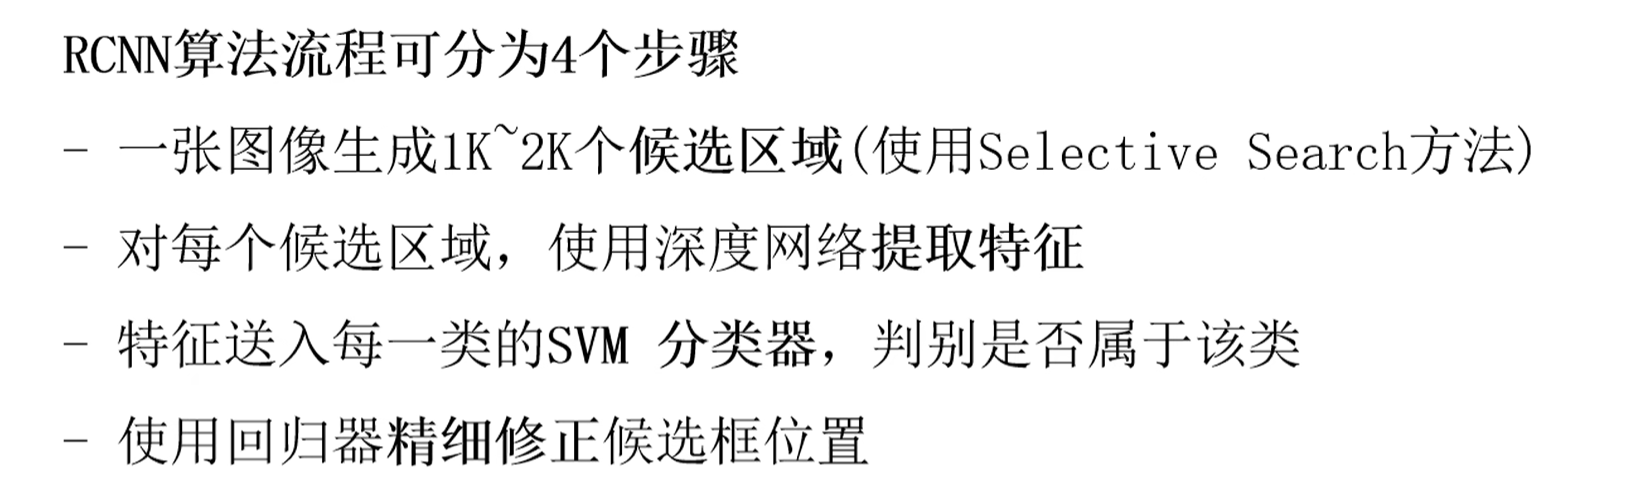 RCNN算法流程可分为4个步骤
- 一张图像生成1K~2K个候选区域(使用Selective Search方法)
- 对每个候选区域，使用深度网络提取特征
- 特征送入每一类的SVM 分类器，判别是否属于该类
- 使用回归器精细修正候选框位置